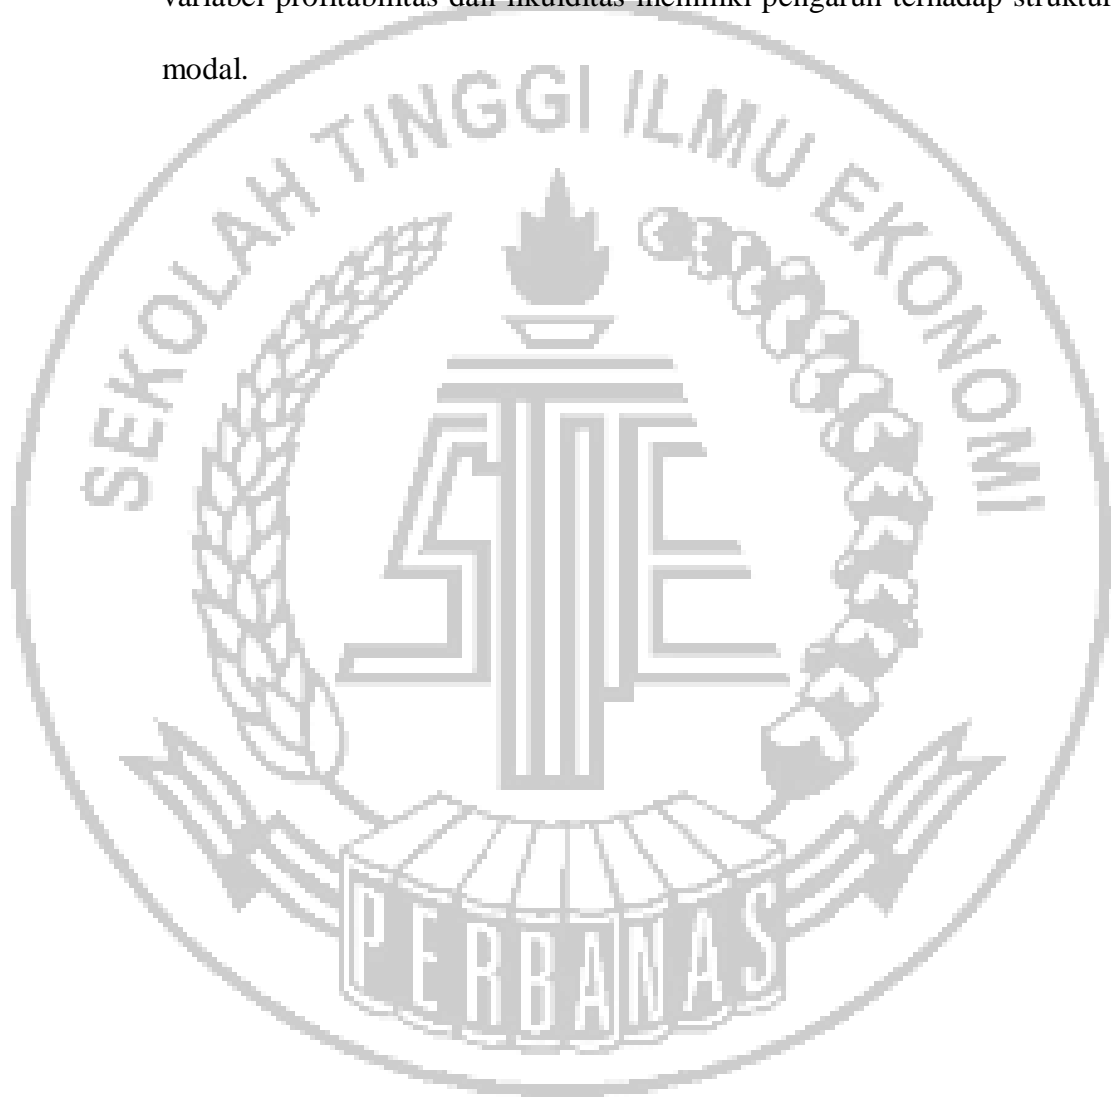 variabel profitabilitas dan likuiditas memiliki pengaruh terhadap struktur
modal.
SEKOLAH TINGGI ILMU EKONOMI
STIE
PERBANAS